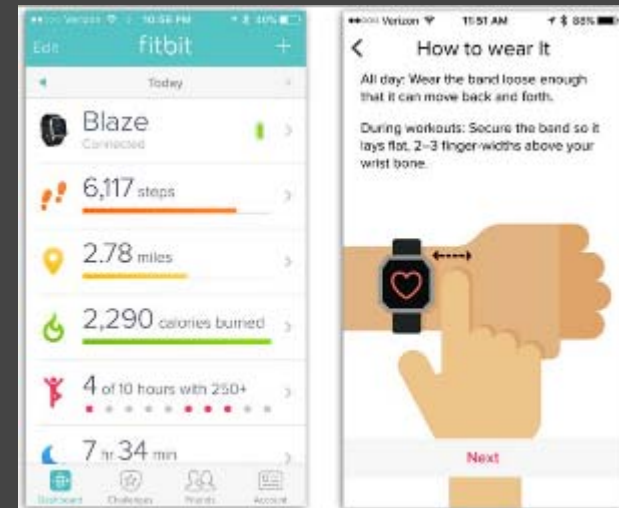 Verizon 10:56 PM 40%
Edit fitbit +
Today
Blaze
Connected
6,117 steps
2.78 miles
2,290 calories burned
4 of 10 hours with 250+
7 hr 34 min
Dashboard Challenges Friends Account
Verizon 11:51 AM 88%
How to wear It
All day: Wear the band loose enough
that it can move back and forth.
During workouts: Secure the band so it
lays flat, 2–3 finger-widths above your
wrist bone.
Next